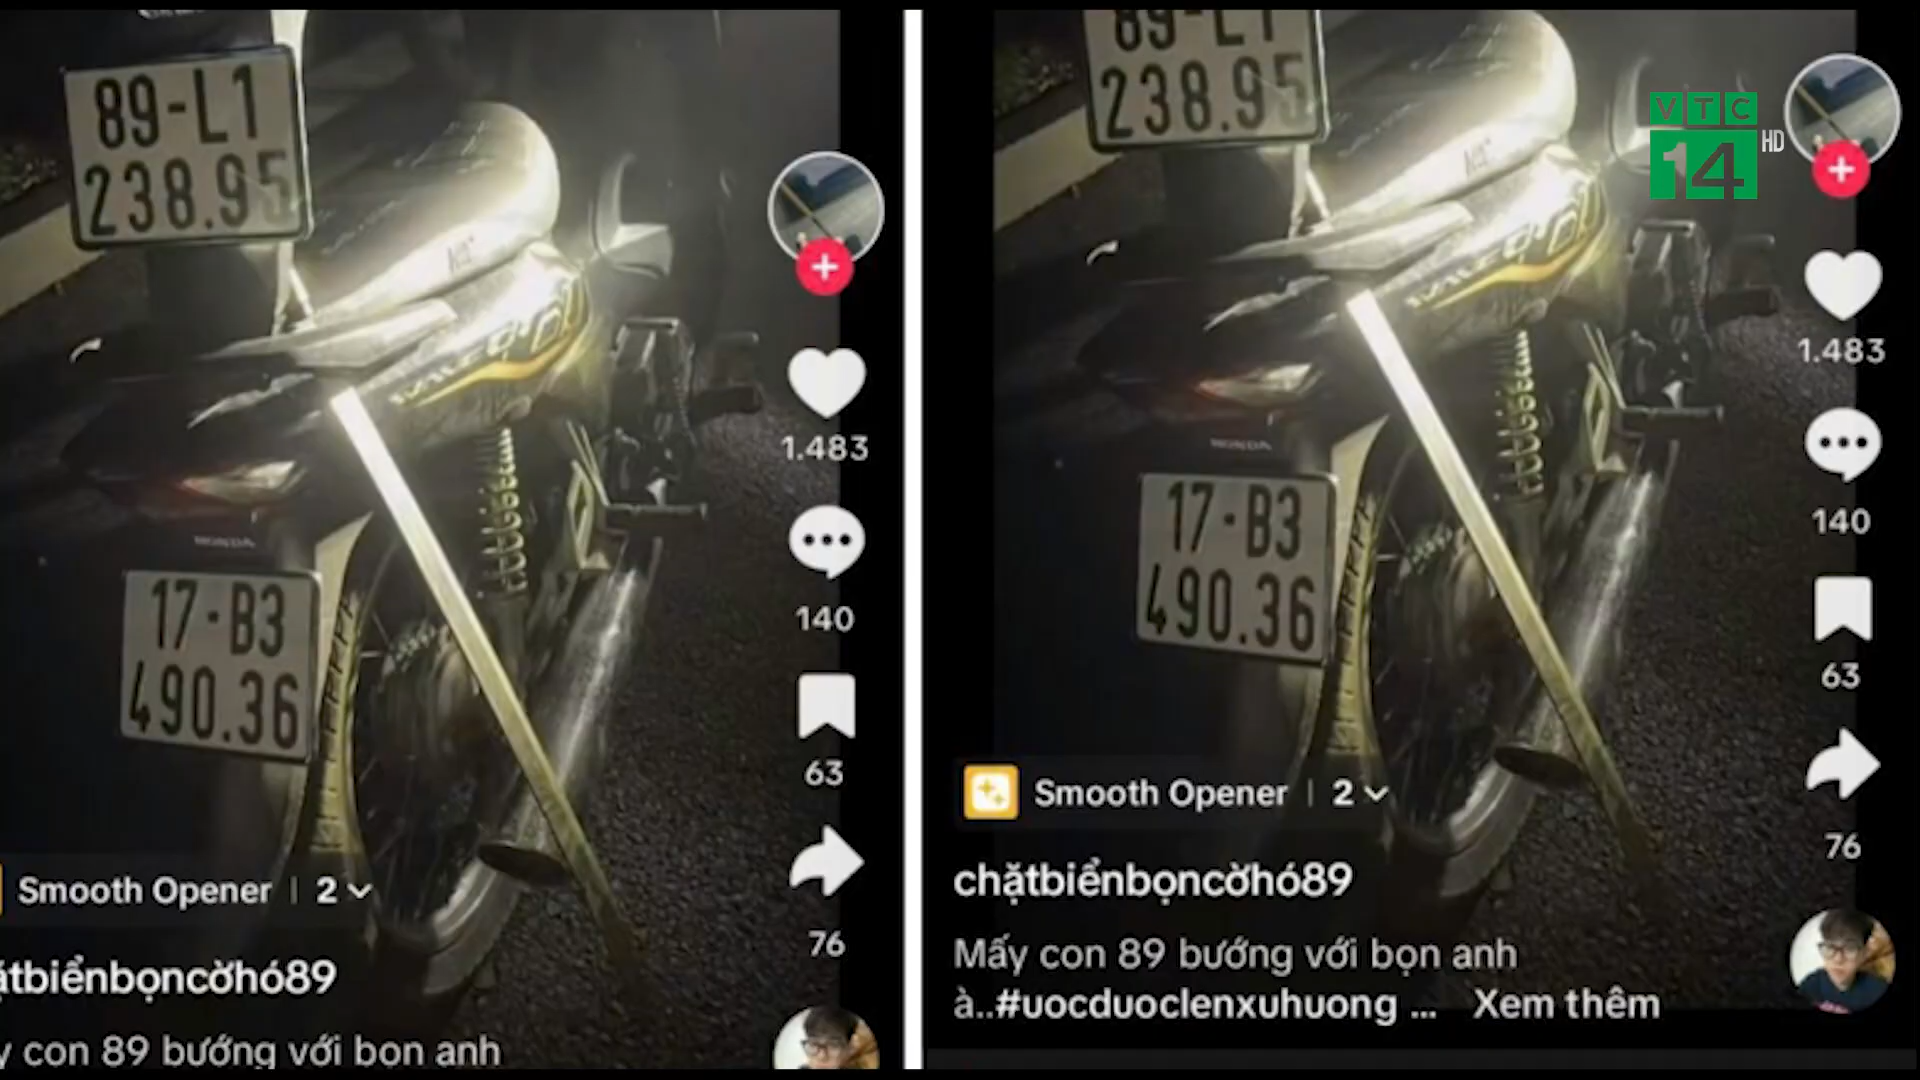 89-L1
238.95
HONDA
17-B3
490.36
1.483
140
63
76
Smooth Opener | 2
ặtbiểnbọncờhó89
y con 89 bướng với bọn anh
VTC
14 HD
89-L1
238.95
HONDA
17-B3
490.36
1.483
140
63
76
Smooth Opener | 2
chặtbiểnbọncờhó89
Mấy con 89 bướng với bọn anh
à..#uocduoclenxuhuong ... Xem thêm